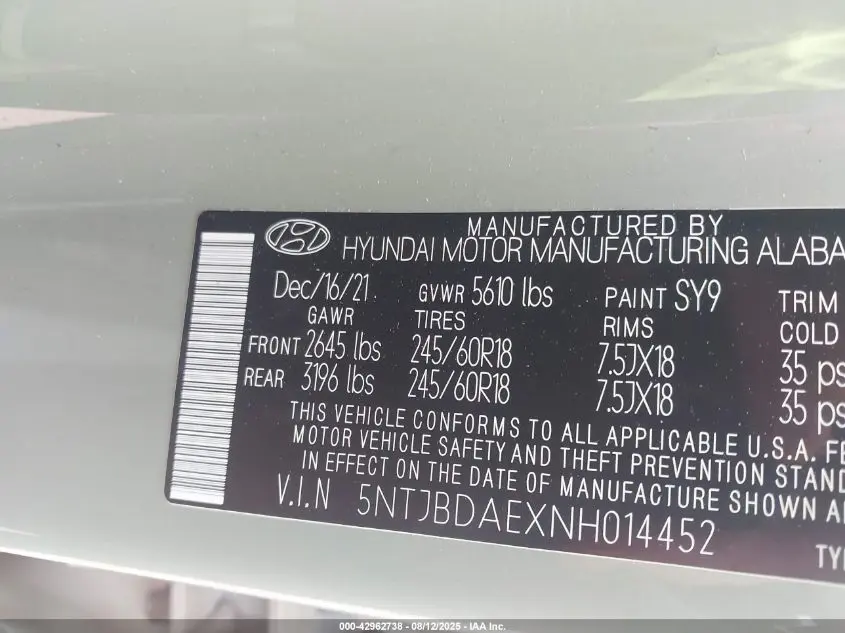 MANUFACTURED BY
HYUNDAI MOTOR MANUFACTURING ALABA
Dec/16/21 GVWR 5610 lbs PAINT SY9 TRIM
GAWR TIRES RIMS COLD
FRONT 2645 lbs 245/60R18 7.5JX18 35 ps
REAR 3196 lbs 245/60R18 7.5JX18 35 ps
THIS VEHICLE CONFORMS TO ALL APPLICABLE U.S.A. FE
MOTOR VEHICLE SAFETY AND THEFT PREVENTION STAND
IN EFFECT ON THE DATE OF MANUFACTURE SHOWN A
V.I.N 5NTJBDAEXNH014452
TY
000-42962738 - 08/12/2025 - IAA Inc.